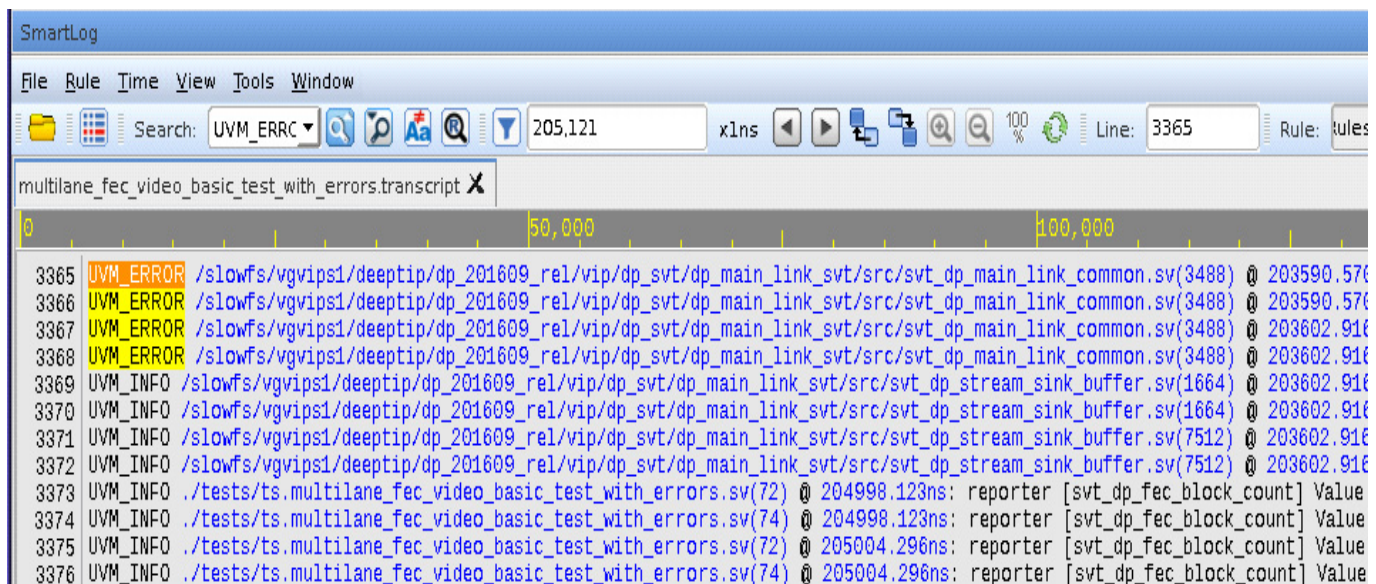 SmartLog
File Rule Time View Tools Window
Search: UVM_ERRC 205,121 x1ns 100 % Line: 3365 Rule:
multilane_fec_video_basic_test_with_errors.transcript X
0 50,000 100,000
3365 UVM_ERROR /slowfs/vgvips1/deeptip/dp_201609_rel/vip/dp_svt/dp_main_link_svt/src/svt_dp_main_link_common.sv(3488) @ 203590.570
3366 UVM_ERROR /slowfs/vgvips1/deeptip/dp_201609_rel/vip/dp_svt/dp_main_link_svt/src/svt_dp_main_link_common.sv(3488) @ 203590.570
3367 UVM_ERROR /slowfs/vgvips1/deeptip/dp_201609_rel/vip/dp_svt/dp_main_link_svt/src/svt_dp_main_link_common.sv(3488) @ 203602.916
3368 UVM_ERROR /slowfs/vgvips1/deeptip/dp_201609_rel/vip/dp_svt/dp_main_link_svt/src/svt_dp_main_link_common.sv(3488) @ 203602.916
3369 UVM_INFO /slowfs/vgvips1/deeptip/dp_201609_rel/vip/dp_svt/dp_main_link_svt/src/svt_dp_stream_sink_buffer.sv(1664) @ 203602.916
3370 UVM_INFO /slowfs/vgvips1/deeptip/dp_201609_rel/vip/dp_svt/dp_main_link_svt/src/svt_dp_stream_sink_buffer.sv(1664) @ 203602.916
3371 UVM_INFO /slowfs/vgvips1/deeptip/dp_201609_rel/vip/dp_svt/dp_main_link_svt/src/svt_dp_stream_sink_buffer.sv(7512) @ 203602.916
3372 UVM_INFO /slowfs/vgvips1/deeptip/dp_201609_rel/vip/dp_svt/dp_main_link_svt/src/svt_dp_stream_sink_buffer.sv(7512) @ 203602.916
3373 UVM_INFO ./tests/ts.multilane_fec_video_basic_test_with_errors.sv(72) @ 204998.123ns: reporter [svt_dp_fec_block_count] Value
3374 UVM_INFO ./tests/ts.multilane_fec_video_basic_test_with_errors.sv(74) @ 204998.123ns: reporter [svt_dp_fec_block_count] Value
3375 UVM_INFO ./tests/ts.multilane_fec_video_basic_test_with_errors.sv(72) @ 205004.296ns: reporter [svt_dp_fec_block_count] Value
3376 UVM_INFO ./tests/ts.multilane_fec_video_basic_test_with_errors.sv(74) @ 205004.296ns: reporter [svt_dp_fec_block_count] Value